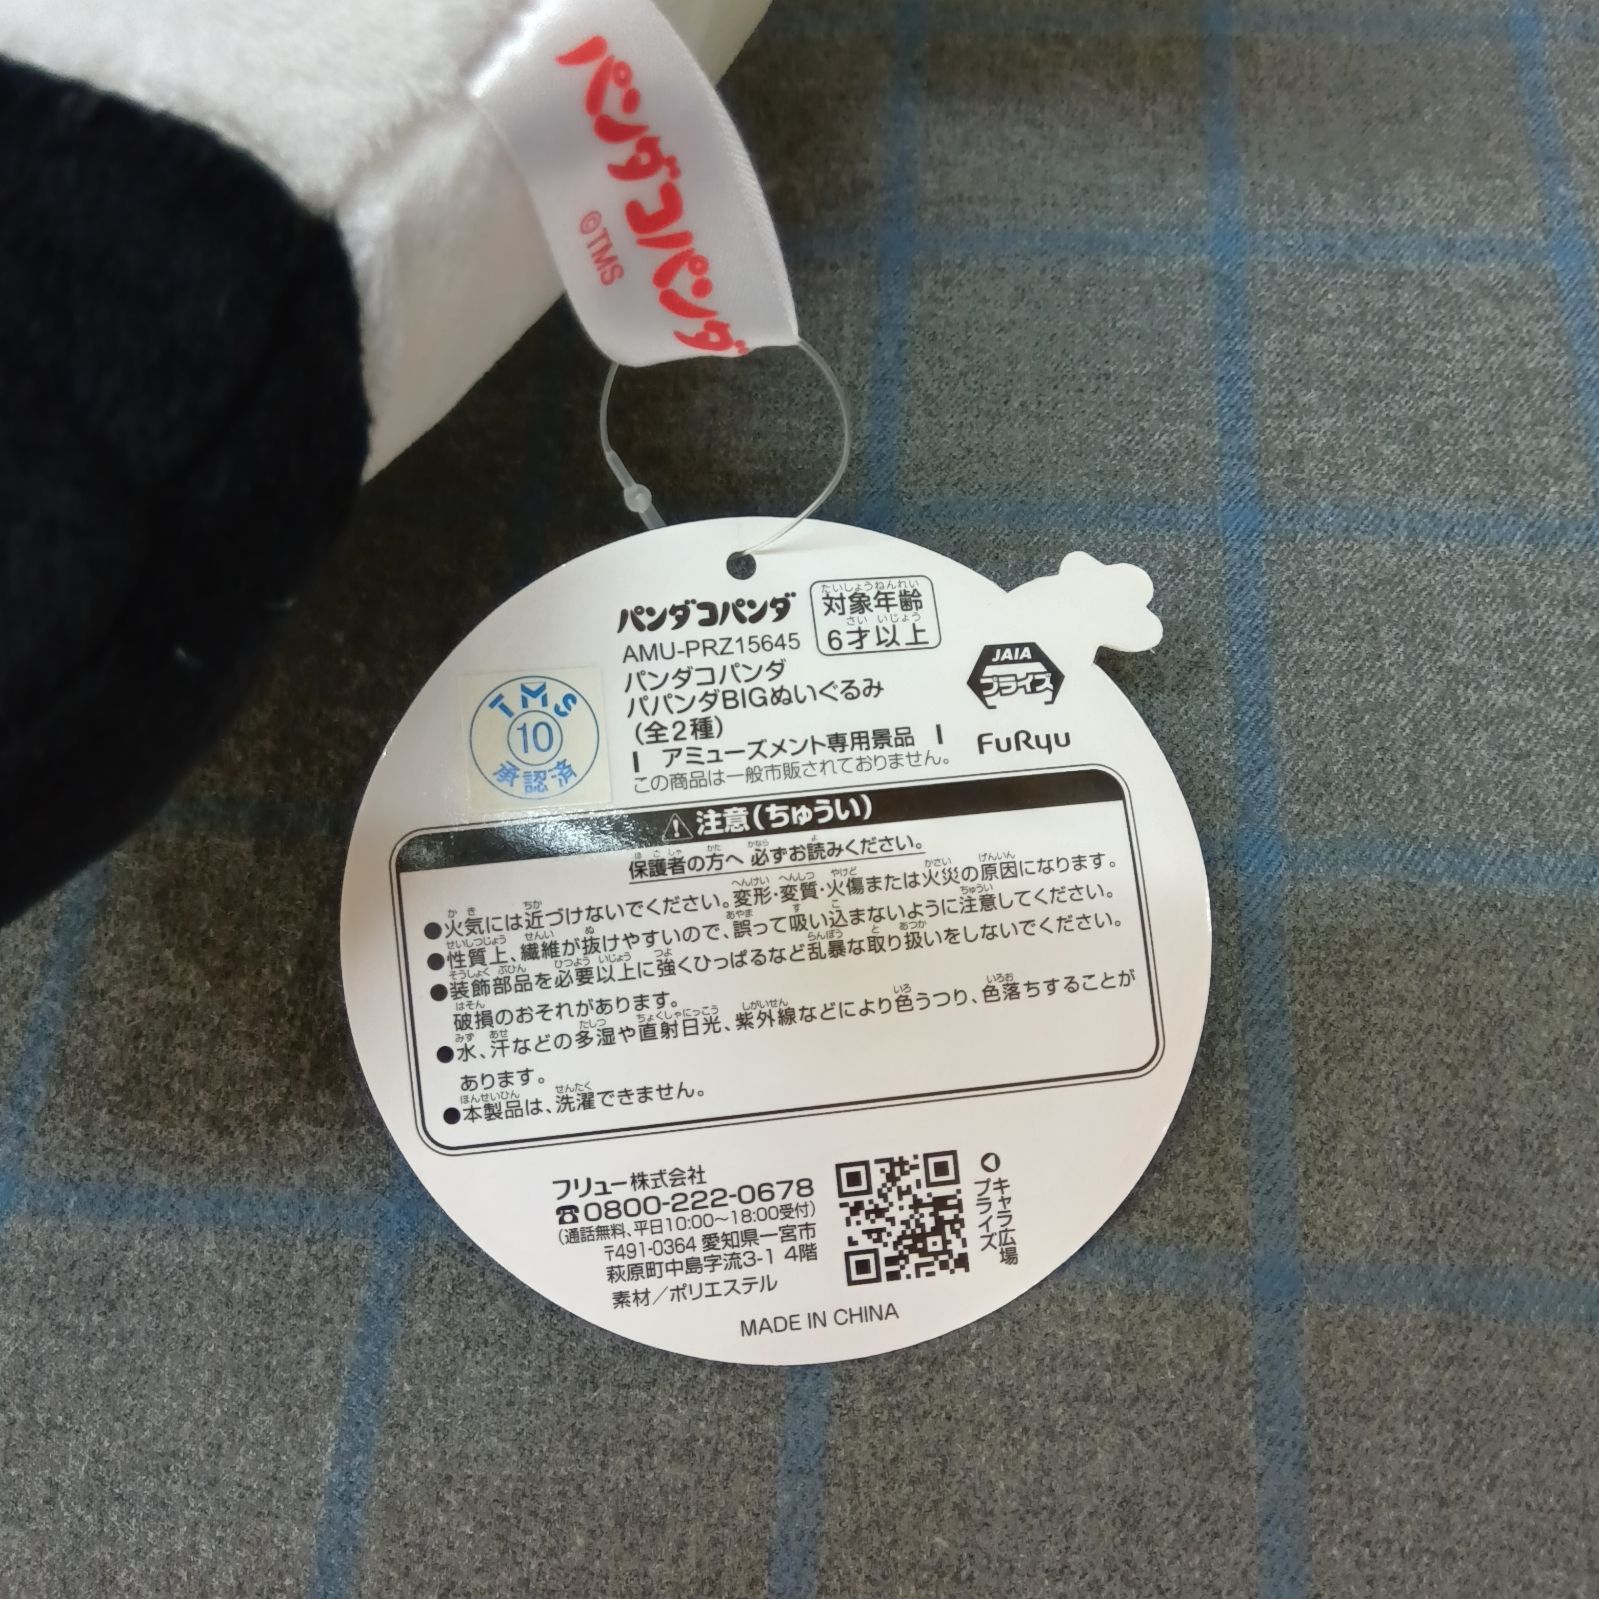 パンダコパンダ
©TMS
パンダコパンダ
対象年齢
6才以上
AMU-PRZ15645
パンダコパンダ
パパンダBIGぬいぐるみ
(全2種)
アミューズメント専用景品
この商品は一般市販されておりません。
JAIA
プライズ
FuRyu
TMS
10
承認済
注意(ちゅうい)
保護者の方へ必ずお読みください。
●火気には近づけないでください。変形・変質・火傷または火災の原因になります。
●性質上、繊維が抜けやすいので、誤って吸い込まないように注意してください。
●装飾部品を必要以上に強くひっぱるなど乱暴な取り扱いをしないでください。
破損のおそれがあります。
●水、汗などの多湿や直射日光、紫外線などにより色うつり、色落ちすることが
あります。
●本製品は、洗濯できません。
フリュー株式会社
☎0800-222-0678
(通話無料、平日10:00～18:00受付)
〒491-0364 愛知県一宮市
萩原町中島字流3-1 4階
素材/ポリエステル
キャラ広場
プライズ
MADE IN CHINA